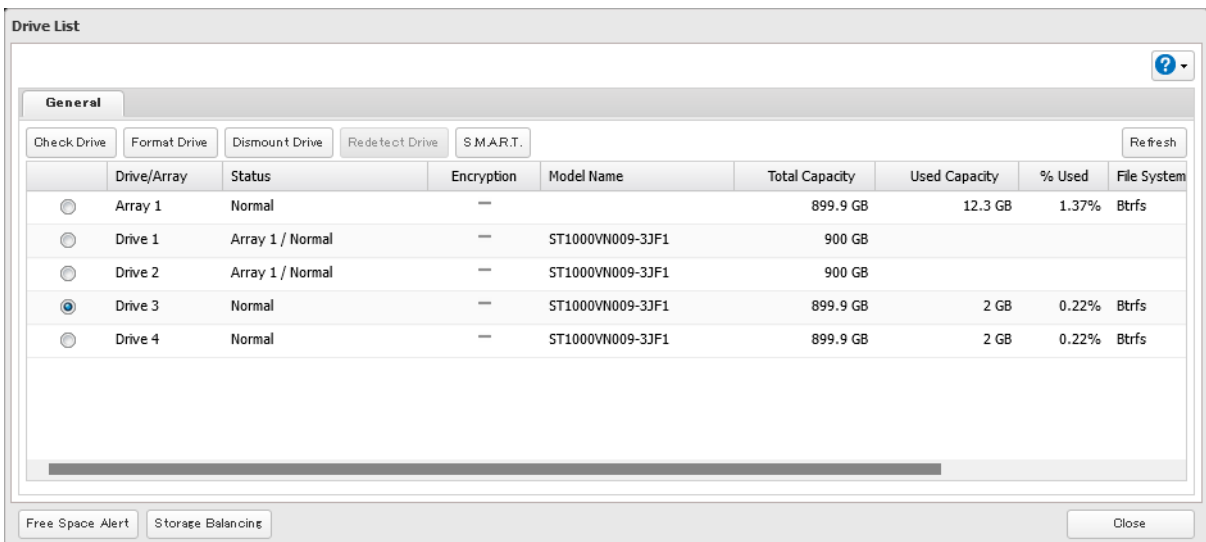 Drive List
General
Check Drive Format Drive Dismount Drive Redetect Drive S.M.A.R.T. Refresh
Drive/Array Status Encryption Model Name Total Capacity Used Capacity % Used File System
Array 1 Normal — 899.9 GB 12.3 GB 1.37% Btrfs
Drive 1 Array 1 / Normal — ST1000VN009-3JF1 900 GB
Drive 2 Array 1 / Normal — ST1000VN009-3JF1 900 GB
Drive 3 Normal — ST1000VN009-3JF1 899.9 GB 2 GB 0.22% Btrfs
Drive 4 Normal — ST1000VN009-3JF1 899.9 GB 2 GB 0.22% Btrfs
Free Space Alert Storage Balancing Close